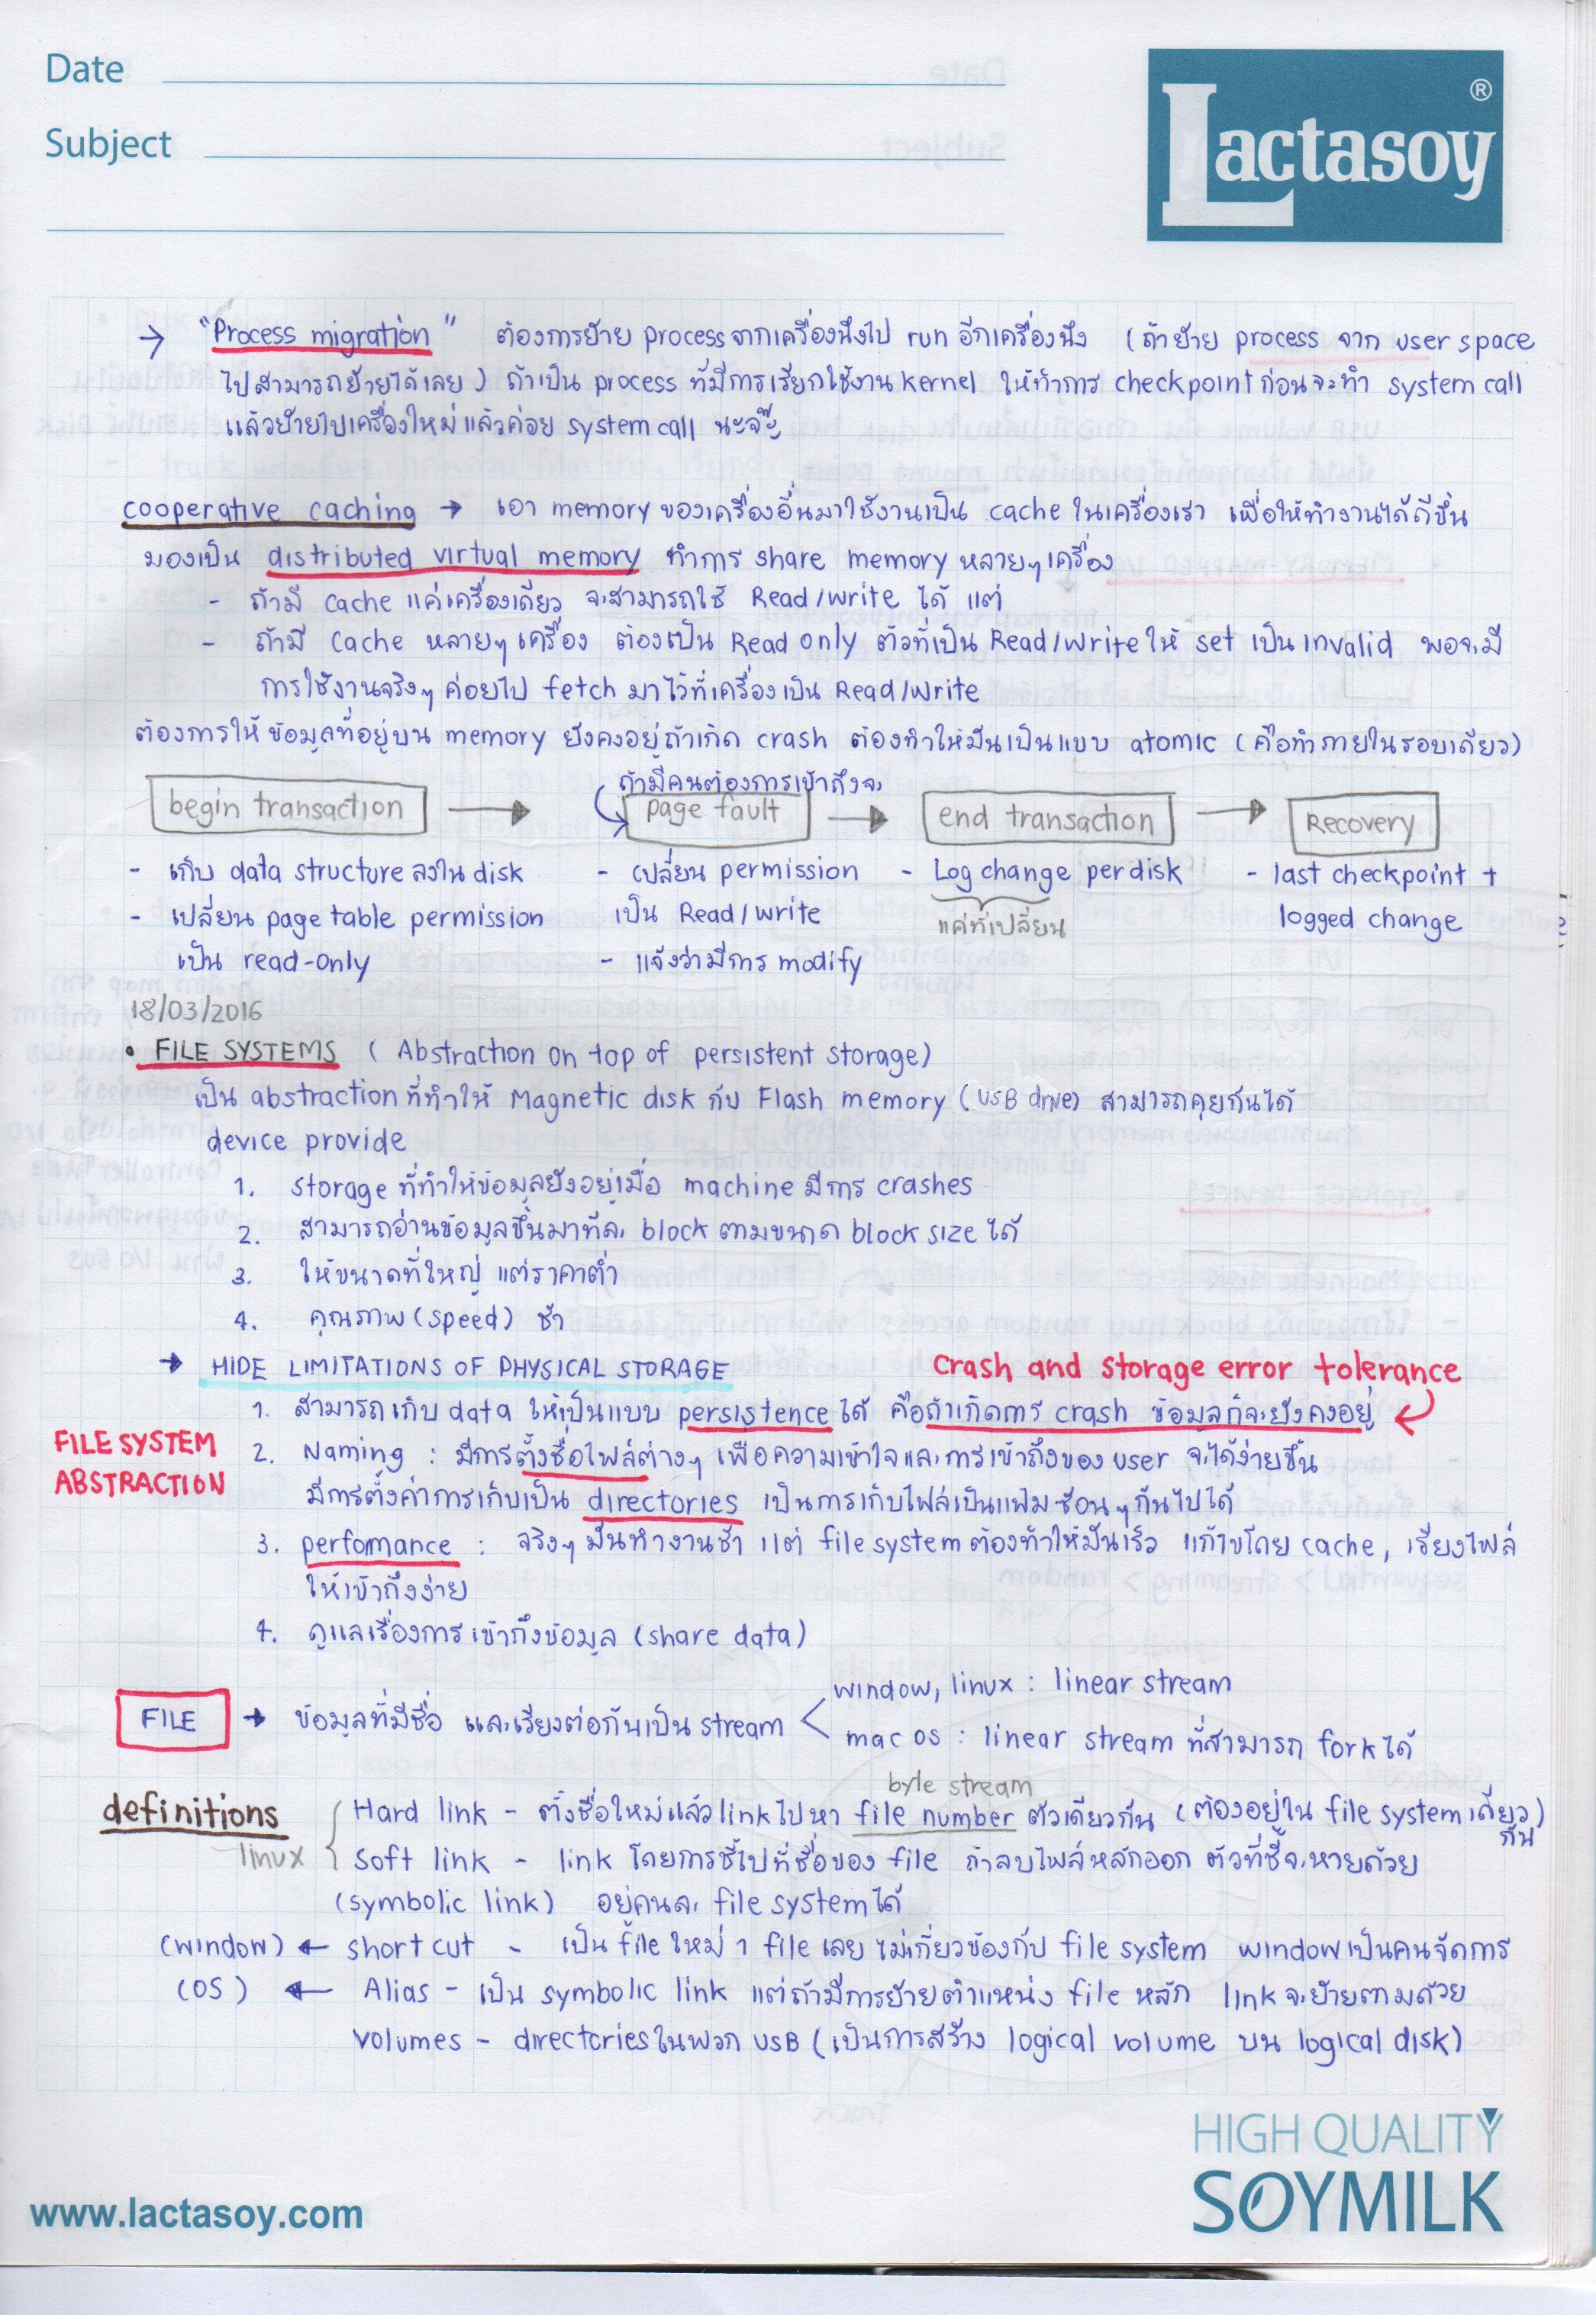 Date
Subject
Lactasoy ®
→ "Process migration" ต้องการย้าย process จากเครื่องนึงไป run อีกเครื่องนึง (ถ้าย้าย process จาก user space
ไปสามารถย้ายได้เลย) ถ้าเป็น process ที่มีการเรียกใช้งาน kernel ให้ทำการ checkpoint ก่อนจะทำ system call
แล้วย้ายไปเครื่องใหม่แล้วค่อย system call นะจ๊ะ
cooperative caching → เอา memory ของเครื่องอื่นมาใช้งานเป็น cache ในเครื่องเรา เพื่อให้ทำงานได้ดีขึ้น
มองเป็น distributed virtual memory ทำการ share memory หลายๆเครื่อง
- ถ้ามี cache แค่เครื่องเดียว จะสามารถใช้ Read/write ได้ แต่
- ถ้ามี cache หลายๆเครื่อง ต้องเป็น Read only ตัวที่เป็น Read/write ให้ set เป็น invalid พอจะมี
การใช้งานจริงๆ ค่อยไป fetch มาไว้ที่เครื่องเป็น Read/write
ต้องการให้ข้อมูลที่อยู่บน memory ยังคงอยู่ถ้าเกิด crash ต้องทำให้มันเป็นแบบ atomic (คือทำภายในรอบเดียว)
ถ้ามีคนต้องการเข้าถึงจะ
begin transaction → page fault → end transaction → Recovery
- เก็บ data structure ลงใน disk - เปลี่ยน permission - Log change per disk - last checkpoint +
- เปลี่ยน page table permission เป็น Read/write แค่ที่เปลี่ยน logged change
เป็น read-only - แจ้งว่ามีการ modify
18/03/2016
• FILE SYSTEMS (Abstraction on top of persistent storage)
เป็น abstraction ที่ทำให้ Magnetic disk กับ Flash memory (USB drive) สามารถคุยกันได้
device provide
1. storage ที่ทำให้ข้อมูลยังอยู่เมื่อ machine มีการ crashes
2. สามารถอ่านข้อมูลขึ้นมาทีละ block ตามขนาด block size ได้
3. ให้ขนาดที่ใหญ่ แต่ราคาต่ำ
4. คุณภาพ (speed) ช้า
→ HIDE LIMITATIONS OF PHYSICAL STORAGE crash and storage error tolerance
1. สามารถเก็บ data ให้เป็นแบบ persistence ได้ คือถ้าเกิดการ crash ข้อมูลก็จะยังคงอยู่
FILE SYSTEM ABSTRACTION
2. Naming : มีการตั้งชื่อไฟล์ต่างๆ เพื่อความเข้าใจและการเข้าถึงของ user จะได้ง่ายขึ้น
มีการตั้งค่าการเก็บเป็น directories เป็นการเก็บไฟล์เป็นแฟ้มซ้อนๆกันไปได้
3. perfomance : จริงๆ มันทำงานช้า แต่ file system ต้องทำให้มันเร็ว แก้ไขโดย cache, เรียงไฟล์
ให้เข้าถึงง่าย
4. ดูแลเรื่องการเข้าถึงข้อมูล (share data)
window, linux : linear stream
FILE → ข้อมูลที่มีชื่อ และเรียงต่อกันเป็น stream <
mac os : linear stream ที่สามารถ fork ได้
byte stream
definitions Hard link - ตั้งชื่อใหม่แล้ว link ไปหา file number ตัวเดียวกัน (ต้องอยู่ใน file system เดียวกัน)
linux Soft link - link โดยการชี้ไปที่ชื่อของ file ถ้าลบไฟล์หลักออก ตัวที่ชี้จะหายด้วย
(symbolic link) อยู่คนละ file system ได้
(window) ← short cut - เป็น file ใหม่ 1 file เลย ไม่เกี่ยวข้องกับ file system window เป็นคนจัดการ
(OS) ← Alias - เป็น symbolic link แต่ถ้ามีการย้ายตำแหน่ง file หลัก link จะย้ายตามด้วย
volumes - directories ในพวก USB (เป็นการสร้าง logical volume บน logical disk)
HIGH QUALITY
SOYMILK
www.lactasoy.com